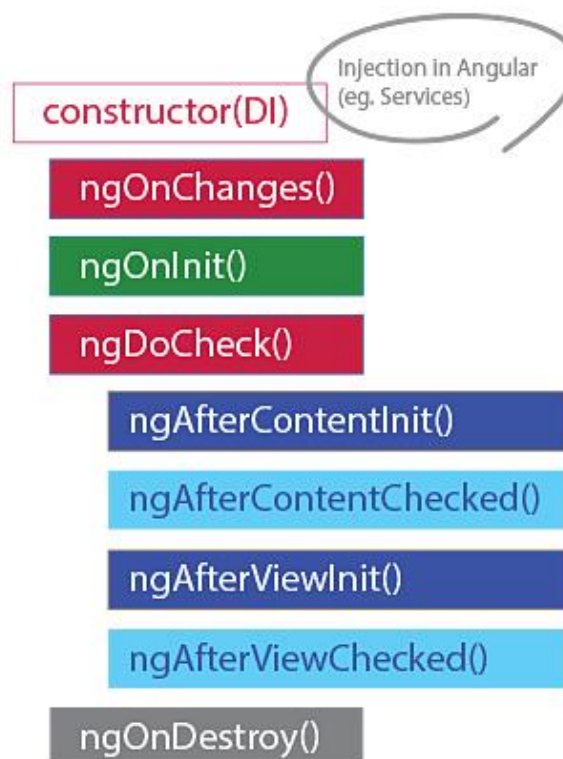 Injection in Angular
(eg. Services)
constructor(DI)
ngOnChanges()
ngOnInit()
ngDoCheck()
ngAfterContentInit()
ngAfterContentChecked()
ngAfterViewInit()
ngAfterViewChecked()
ngOnDestroy()